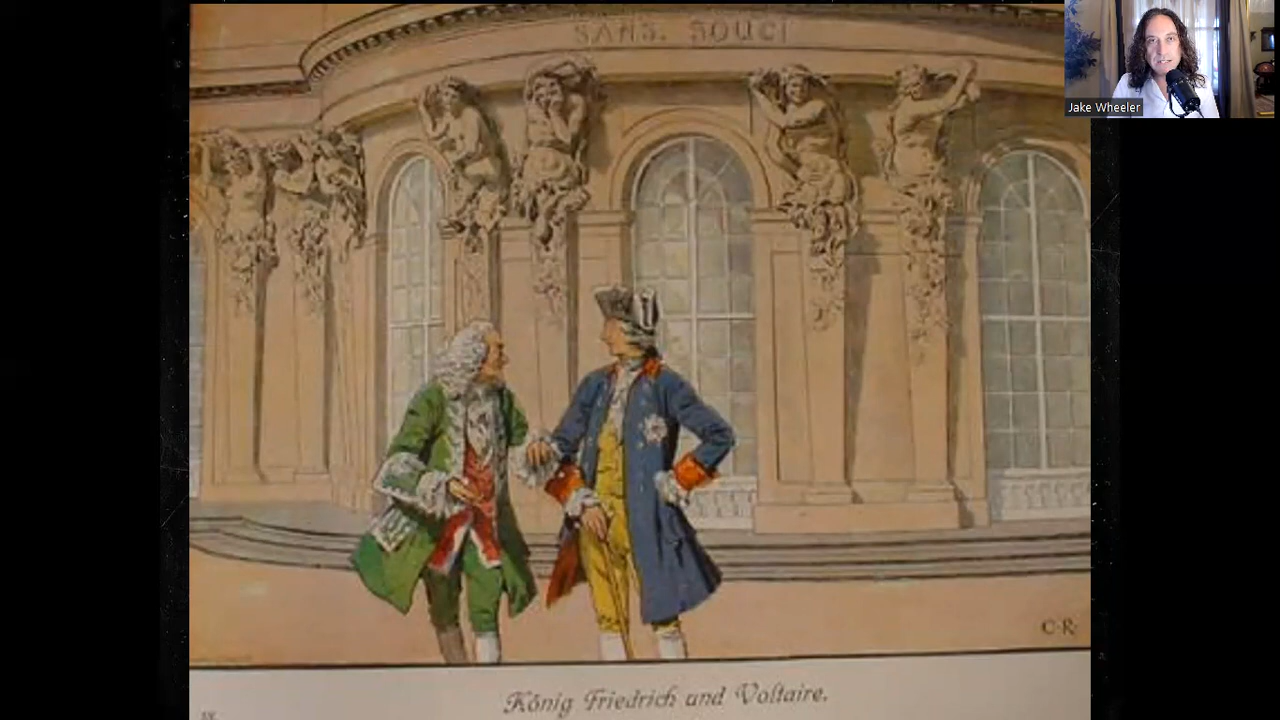 SANS. SOUCI
Jake Wheeler
C·R·
König Friedrich und Voltaire.